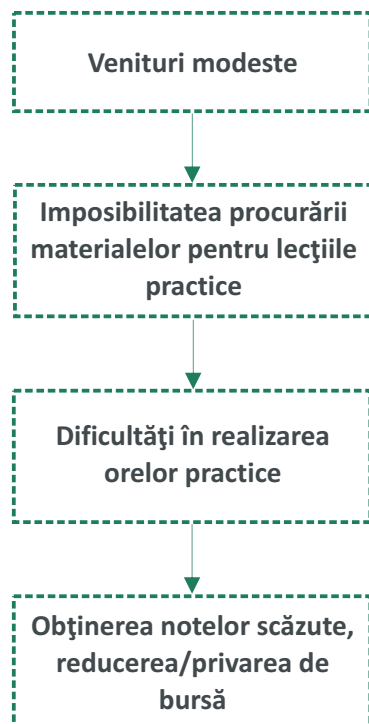 Venituri modeste
Imposibilitatea procurării
materialelor pentru lecţiile
practice
Dificultăţi în realizarea
orelor practice
Obţinerea notelor scăzute,
reducerea/privarea de
bursă